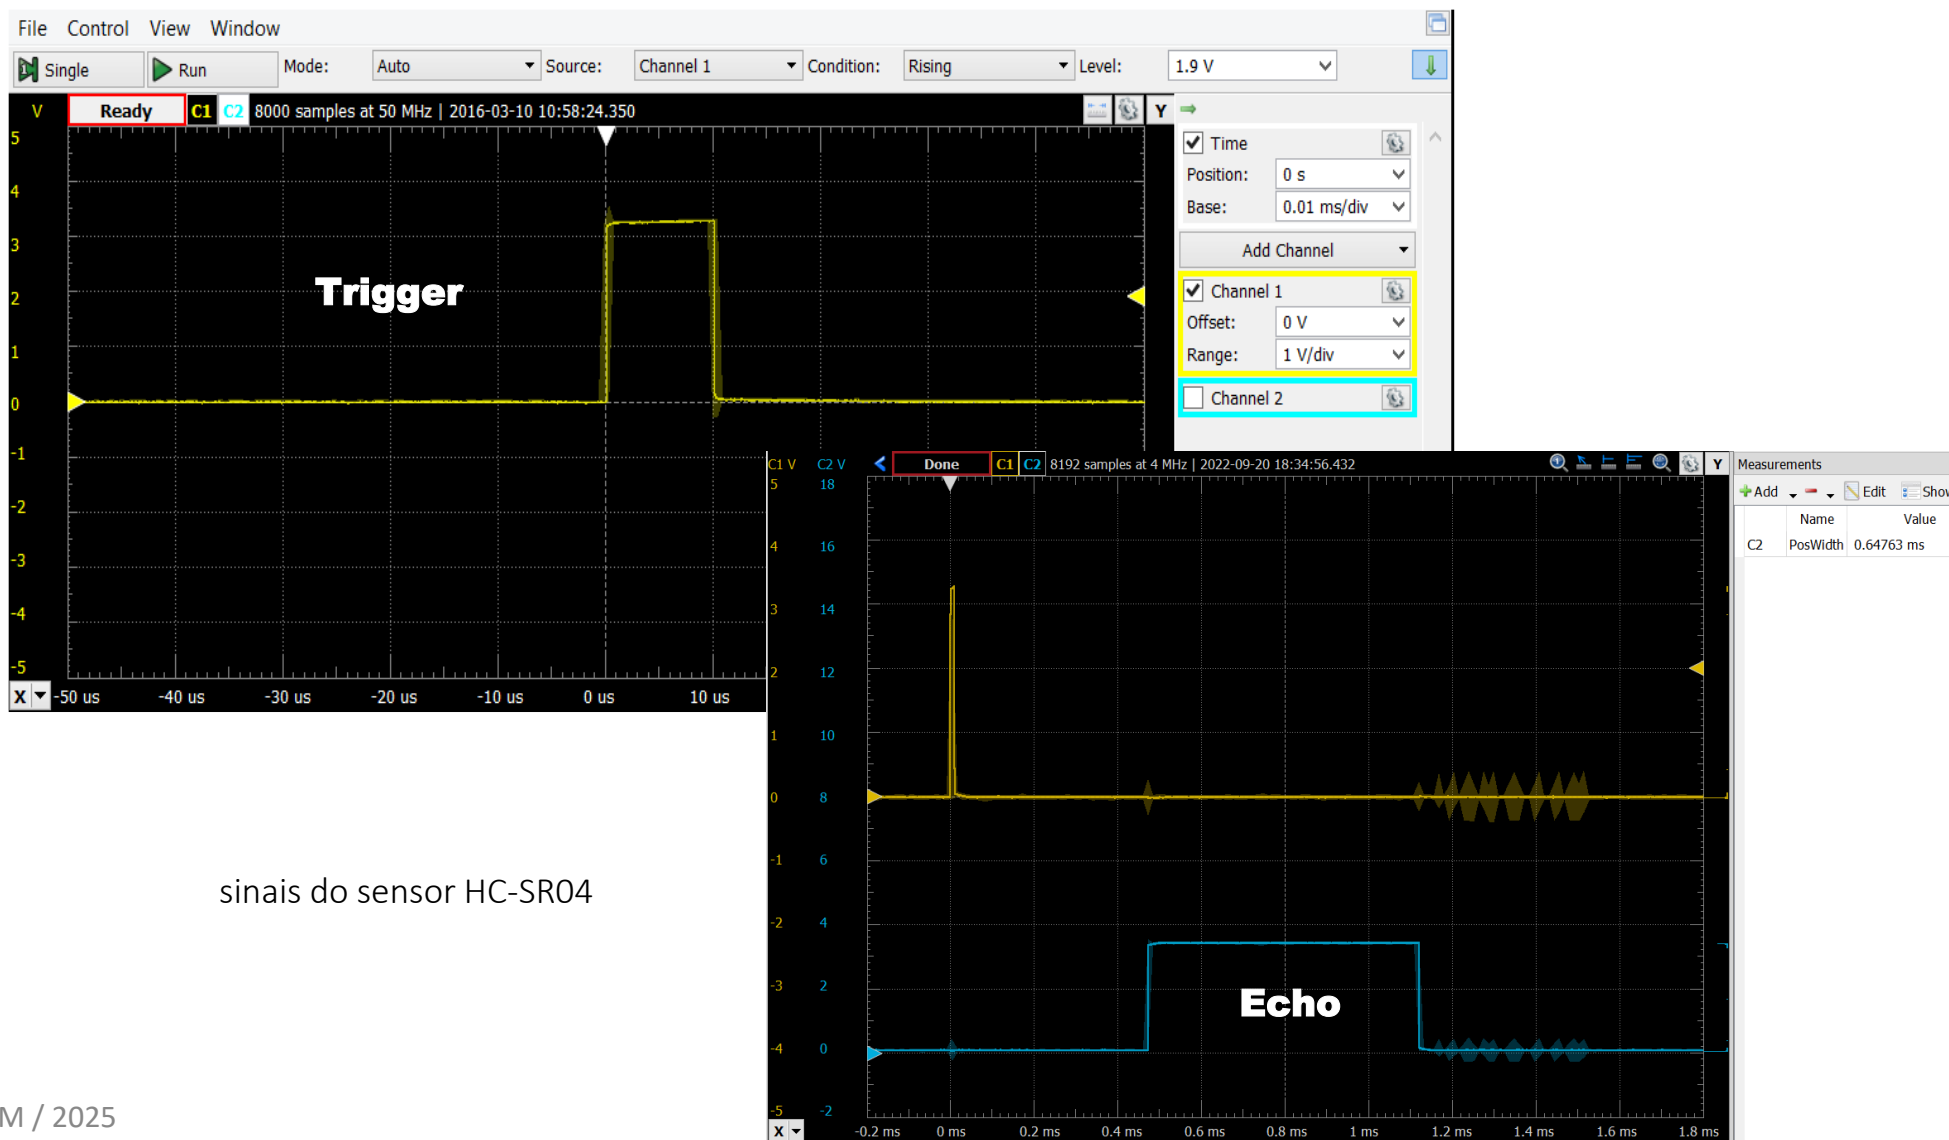 File Control View Window
Single Run Mode: Auto Source: Channel 1 Condition: Rising Level: 1.9 V
V Ready C1 C2 8000 samples at 50 MHz | 2016-03-10 10:58:24.350 Y
5
4
3
2
1
0
-1
-2
-3
-4
-5
Trigger
X -50 us -40 us -30 us -20 us -10 us 0 us 10 us
Time
Position: 0 s
Base: 0.01 ms/div
Add Channel
Channel 1
Offset: 0 V
Range: 1 V/div
Channel 2
C1 V C2 V Done C1 C2 8192 samples at 4 MHz | 2022-09-20 18:34:56.432 Y
5 18
4 16
3 14
2 12
1 10
0 8
-1 6
-2 4
-3 2
-4 0
-5 -2
Echo
X -0.2 ms 0 ms 0.2 ms 0.4 ms 0.6 ms 0.8 ms 1 ms 1.2 ms 1.4 ms 1.6 ms 1.8 ms
Measurements
Add Edit Show
Name Value
C2 PosWidth 0.64763 ms
sinais do sensor HC-SR04
M / 2025